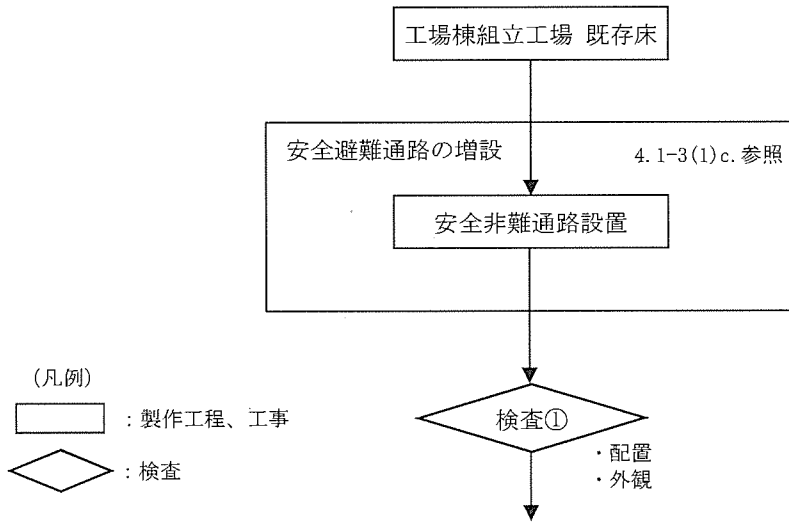 工場棟組立工場 既存床
安全避難通路の増設
4.1-3(1)c.参照
安全非難通路設置
検査①
・配置
・外観
(凡例)
：製作工程、工事
：検査